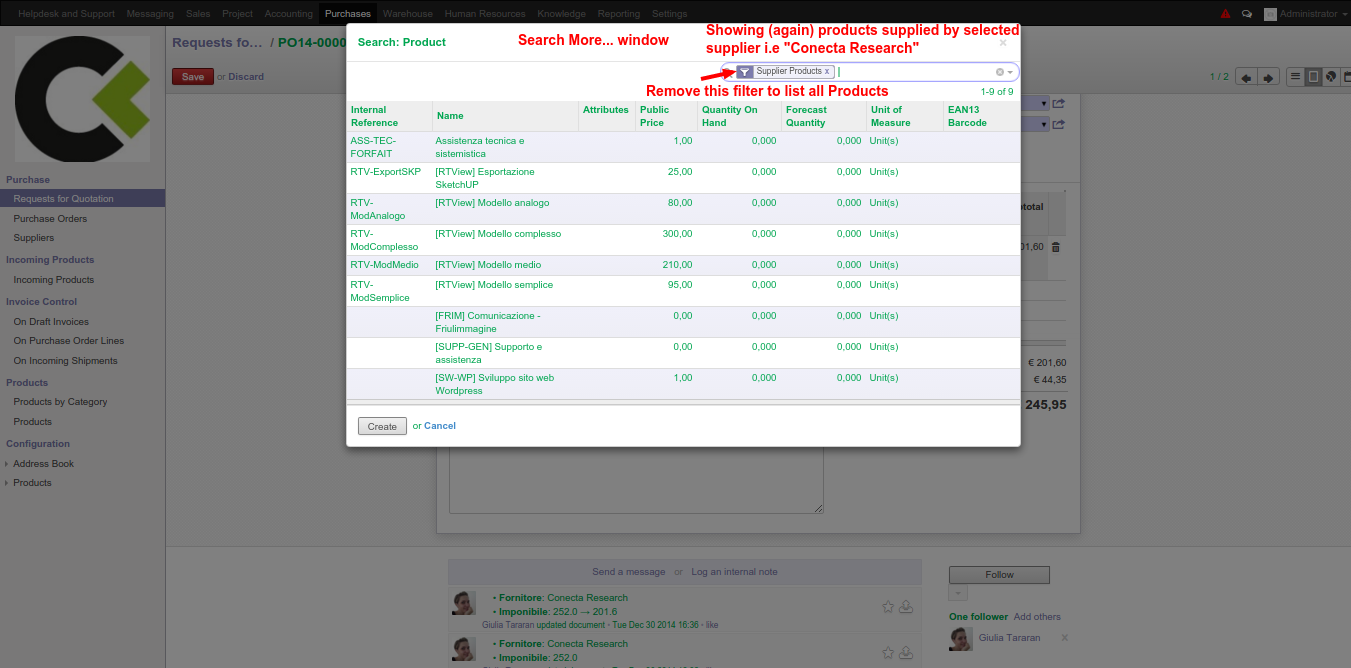 Helpdesk and Support Messaging Sales Project Accounting Purchases Warehouse Human Resources Knowledge Reporting Settings Administrator
Requests fo... / PO14-0000
Save or Discard
1 / 2
Search: Product
Search More... window
Showing (again) products supplied by selected
supplier i.e "Conecta Research"
×
Supplier Products x
Remove this filter to list all Products
1-9 of 9
Internal Reference Name Attributes Public Price Quantity On Hand Forecast Quantity Unit of Measure EAN13 Barcode
ASS-TEC-FORFAIT Assistenza tecnica e sistemistica 1,00 0,000 0,000 Unit(s)
RTV-ExportSKP [RTView] Esportazione SketchUP 25,00 0,000 0,000 Unit(s)
RTV-ModAnalogo [RTView] Modello analogo 80,00 0,000 0,000 Unit(s)
RTV-ModComplesso [RTView] Modello complesso 300,00 0,000 0,000 Unit(s)
RTV-ModMedio [RTView] Modello medio 210,00 0,000 0,000 Unit(s)
RTV-ModSemplice [RTView] Modello semplice 95,00 0,000 0,000 Unit(s)
[FRIM] Comunicazione - Friulimmagine 0,00 0,000 0,000 Unit(s)
[SUPP-GEN] Supporto e assistenza 0,00 0,000 0,000 Unit(s)
[SW-WP] Sviluppo sito web Wordpress 1,00 0,000 0,000 Unit(s)
Create or Cancel
Purchase
Requests for Quotation
Purchase Orders
Suppliers
Incoming Products
Incoming Products
Invoice Control
On Draft Invoices
On Purchase Order Lines
On Incoming Shipments
Products
Products by Category
Products
Configuration
Address Book
Products
total
01,60
€ 201,60
€ 44,35
245,95
Send a message or Log an internal note
• Fornitore: Conecta Research
• Imponibile: 252.0 → 201.6
Giulia Tararan updated document • Tue Dec 30 2014 16:36 • like
• Fornitore: Conecta Research
• Imponibile: 252.0
Follow
One follower Add others
Giulia Tararan ×